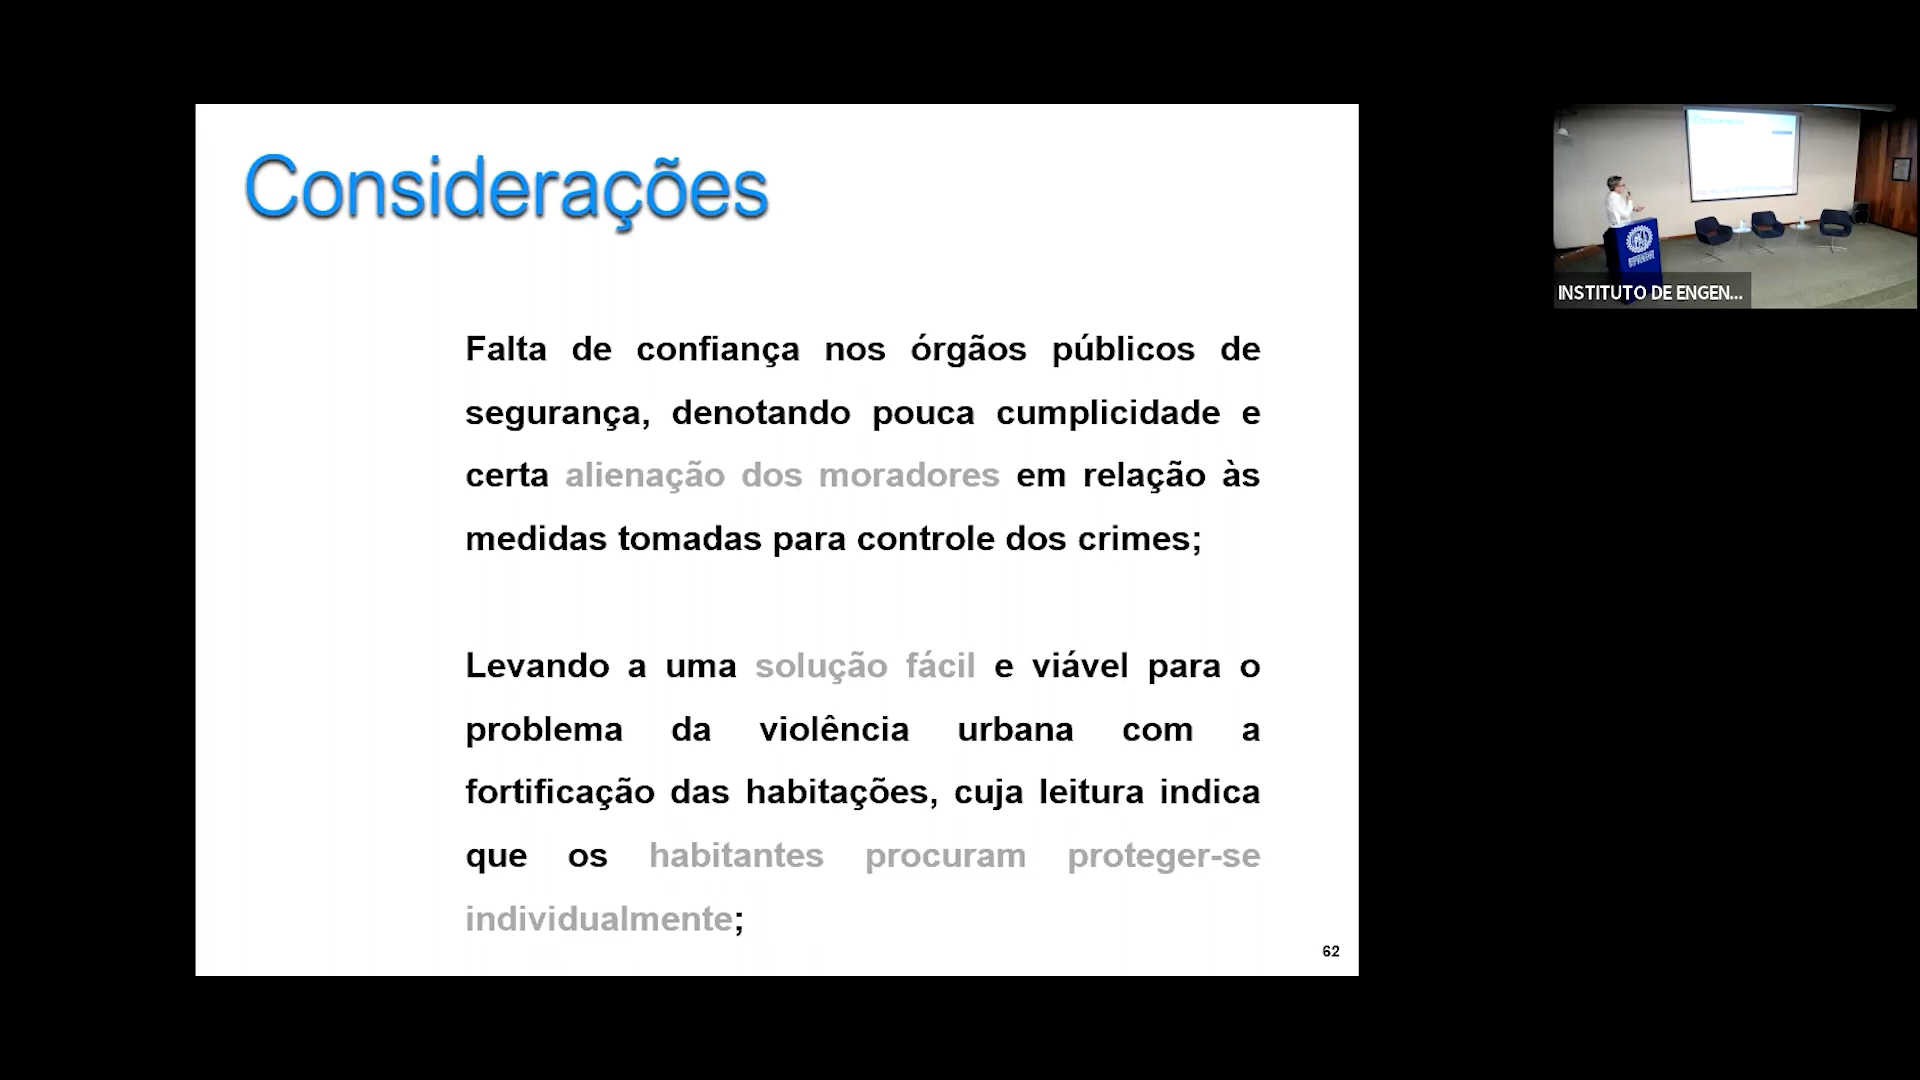 Considerações
Falta de confiança nos órgãos públicos de
segurança, denotando pouca cumplicidade e
certa alienação dos moradores em relação às
medidas tomadas para controle dos crimes;
Levando a uma solução fácil e viável para o
problema da violência urbana com a
fortificação das habitações, cuja leitura indica
que os habitantes procuram proteger-se
individualmente;
62
INSTITUTO DE ENGEN...